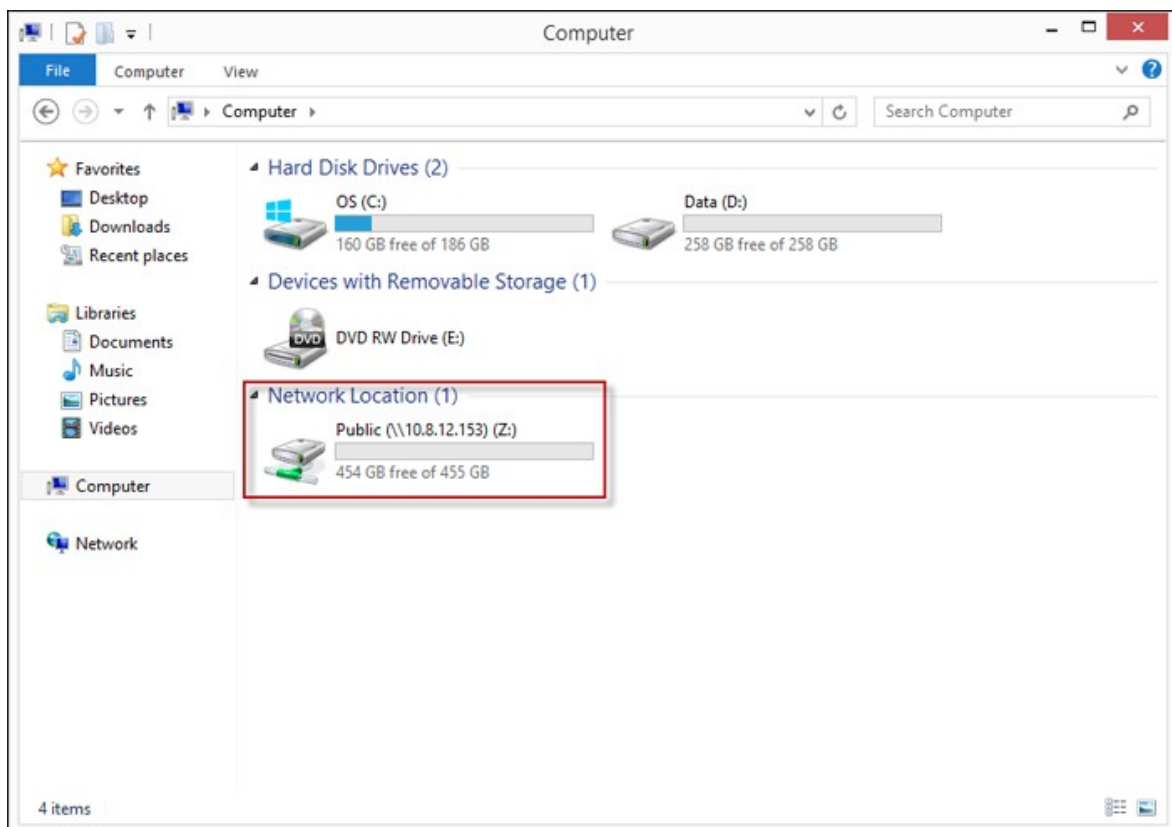 Computer
File
Computer
View
Computer
Search Computer
Favorites
Desktop
Downloads
Recent places
Libraries
Documents
Music
Pictures
Videos
Computer
Network
Hard Disk Drives (2)
OS (C:)
160 GB free of 186 GB
Data (D:)
258 GB free of 258 GB
Devices with Removable Storage (1)
DVD
DVD RW Drive (E:)
Network Location (1)
Public (\\10.8.12.153) (Z:)
454 GB free of 455 GB
4 items